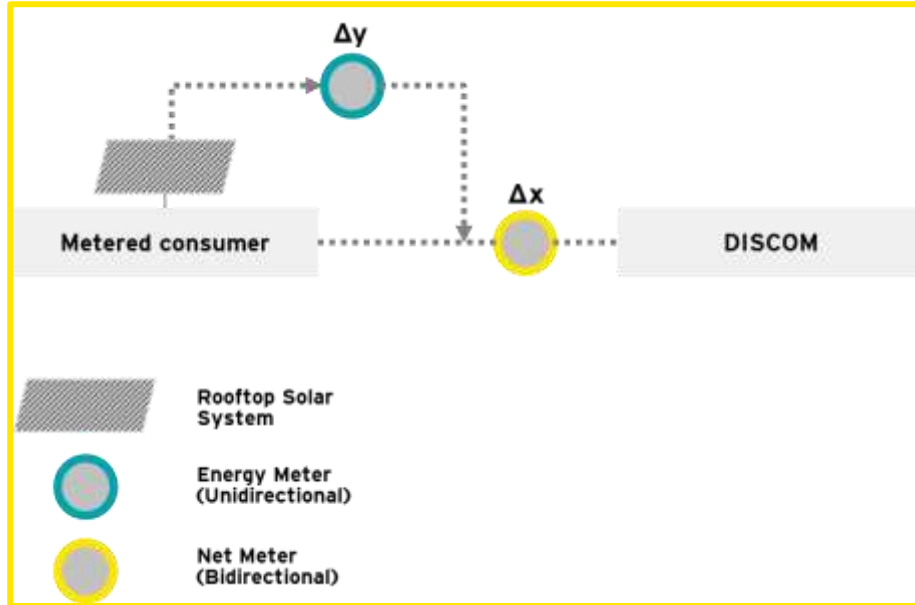 Δy
Δx
Metered consumer
DISCOM
Rooftop Solar
System
Energy Meter
(Unidirectional)
Net Meter
(Bidirectional)